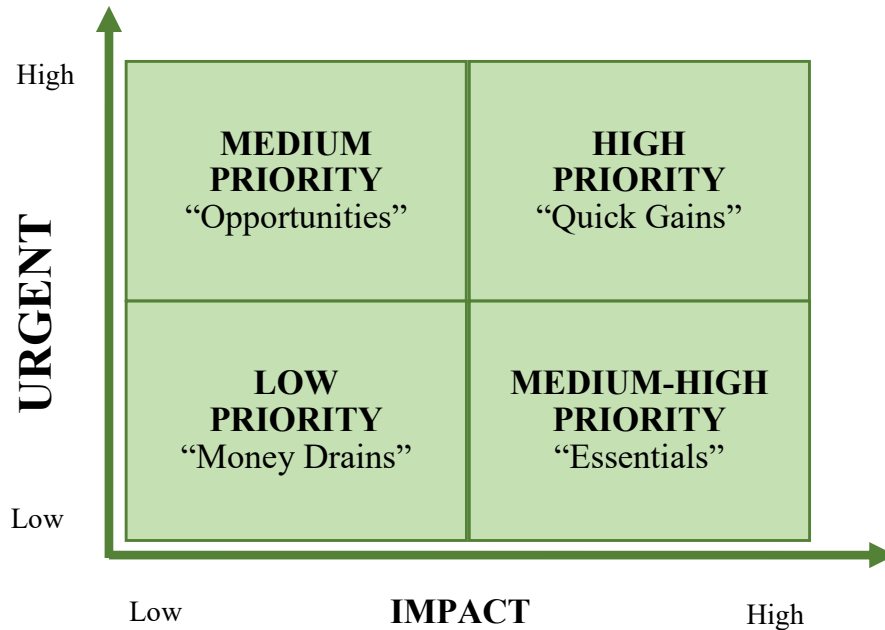 High
MEDIUM
PRIORITY
“Opportunities”
HIGH
PRIORITY
“Quick Gains”
URGENT
LOW
PRIORITY
“Money Drains”
MEDIUM-HIGH
PRIORITY
“Essentials”
Low
Low
IMPACT
High